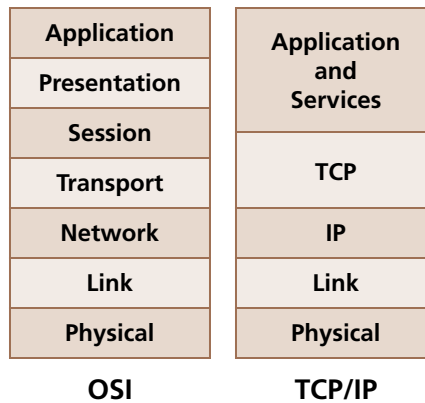 Application
Presentation
Session
Transport
Network
Link
Physical
OSI
Application
and
Services
TCP
IP
Link
Physical
TCP/IP